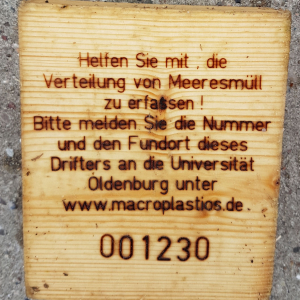 Helfen Sie mit, die
Verteilung von Meeresmüll
zu erfassen!
Bitte melden Sie die Nummer
und den Fundort dieses
Drifters an die Universität
Oldenburg unter
www.macroplastics.de
001230